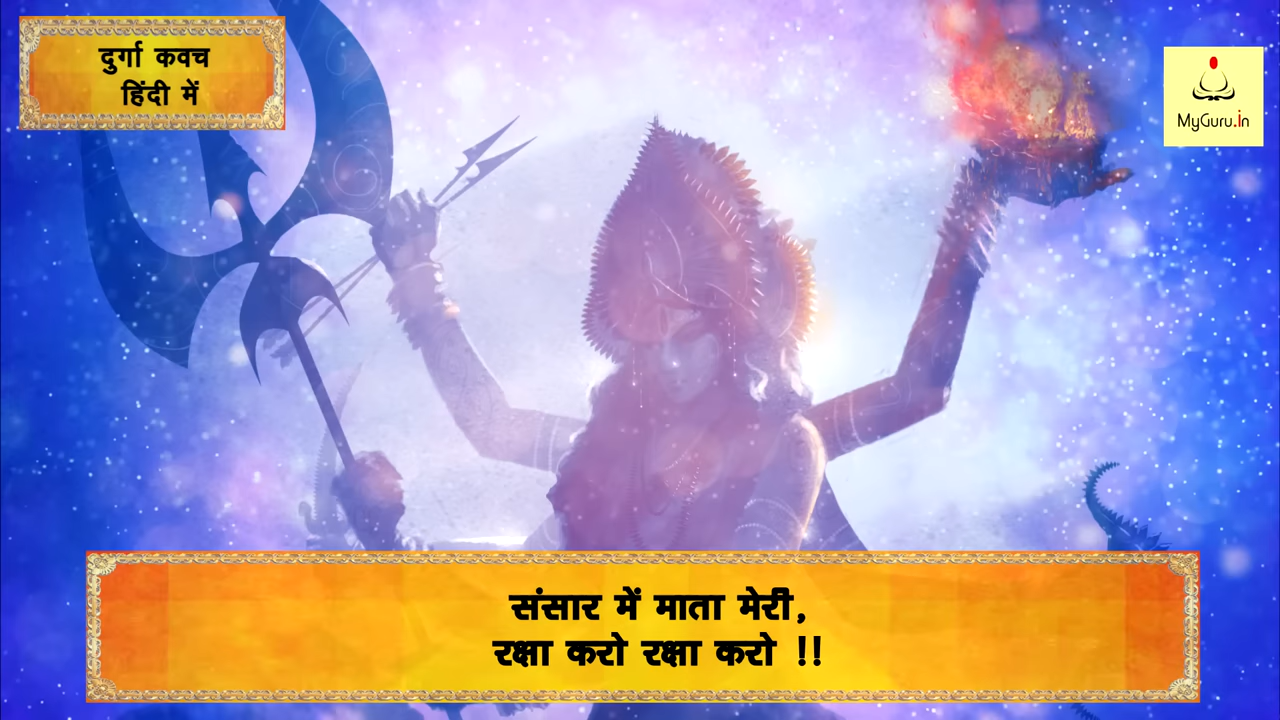 दुर्गा कवच
हिंदी में
MyGuru.in
संसार में माता मेरी,
रक्षा करो रक्षा करो !!